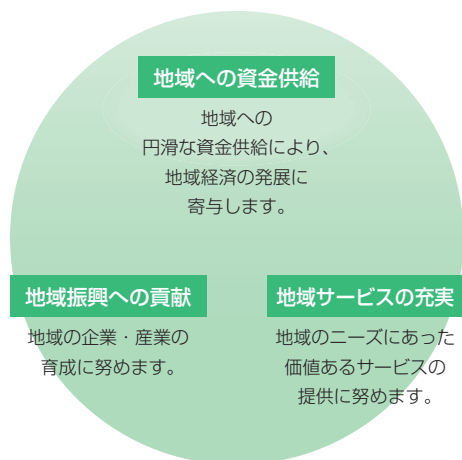 地域への資金供給
地域への
円滑な資金供給により、
地域経済の発展に
寄与します。
地域振興への貢献
地域の企業・産業の
育成に努めます。
地域サービスの充実
地域のニーズにあった
価値あるサービスの
提供に努めます。